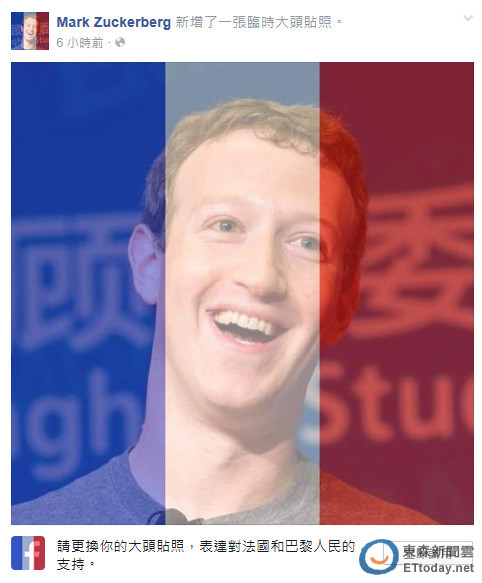 Mark Zuckerberg 新增了一張臨時大頭貼照。
6 小時前
顾 委
gh Stud
請更換你的大頭貼照，表達對法國和巴黎人民的
支持。
東森新聞雲
ETtoday.net